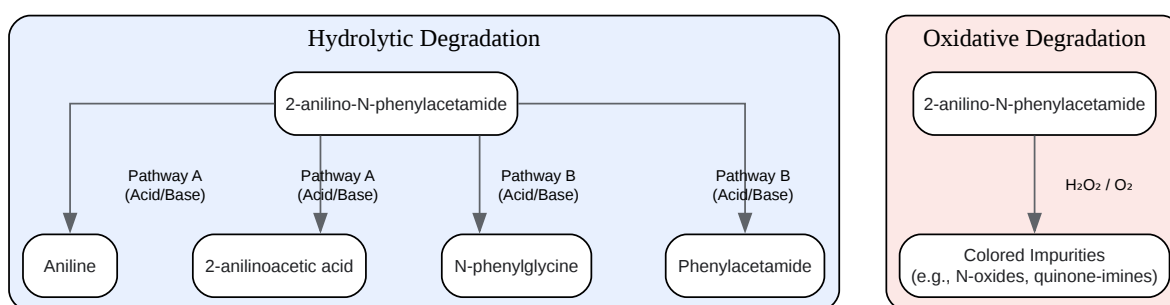 Hydrolytic Degradation
2-anilino-N-phenylacetamide
Pathway A
(Acid/Base)
Pathway A
(Acid/Base)
Pathway B
(Acid/Base)
Pathway B
(Acid/Base)
Aniline
2-anilinoacetic acid
N-phenylglycine
Phenylacetamide
Oxidative Degradation
2-anilino-N-phenylacetamide
H₂O₂ / O₂
Colored Impurities
(e.g., N-oxides, quinone-imines)